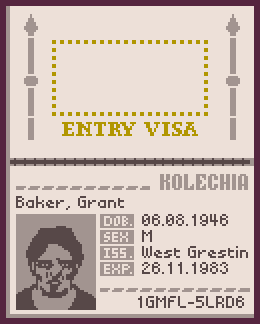 ENTRY VISA
KOLECHIA
Baker, Grant
DOB. 06.08.1946
SEX M
ISS. West Grestin
EXP. 26.11.1983
1GMFL-5LRD6